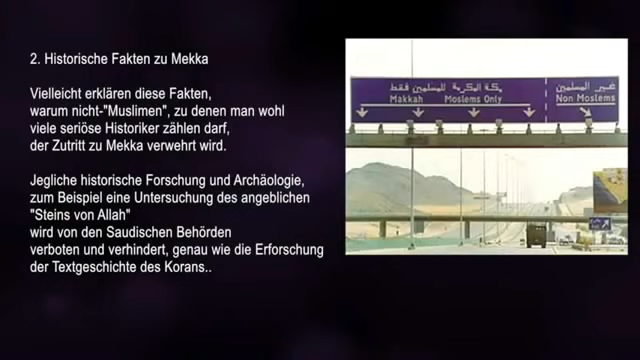 2. Historische Fakten zu Mekka
Vielleicht erklären diese Fakten,
warum nicht-"Muslimen", zu denen man wohl
viele seriöse Historiker zählen darf,
der Zutritt zu Mekka verwehrt wird.
Jegliche historische Forschung und Archäologie,
zum Beispiel eine Untersuchung des angeblichen
"Steins von Allah"
wird von den Saudischen Behörden
verboten und verhindert, genau wie die Erforschung
der Textgeschichte des Korans..
مكة المكرمة للمسلمين فقط
Makkah Moslems Only
غير المسلمين
Non Moslems